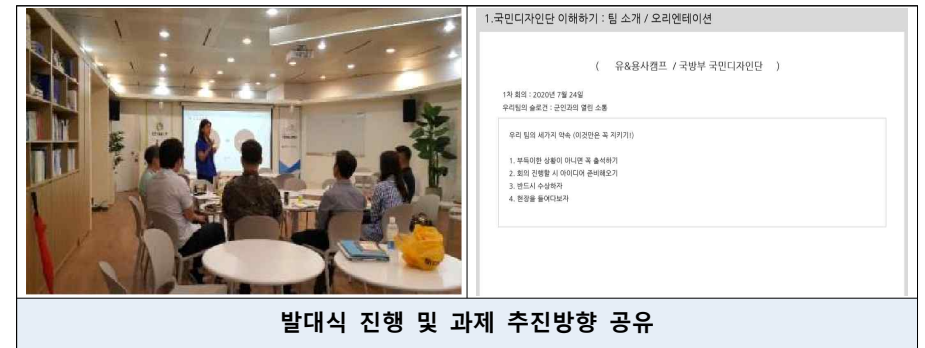 1.국민디자인단 이해하기 : 팀 소개 / 오리엔테이션
( 유&용사캠프 / 국방부 국민디자인단 )
1차 회의 : 2020년 7월 24일
우리팀의 슬로건 : 군인과의 열린 소통
우리 팀의 세가지 약속 (이것만은 꼭 지키기!)
1. 부득이한 상황이 아니면 꼭 출석하기
2. 회의 진행할 시 아이디어 준비해오기
3. 반드시 수상하자
4. 현장을 들여다보자
발대식 진행 및 과제 추진방향 공유